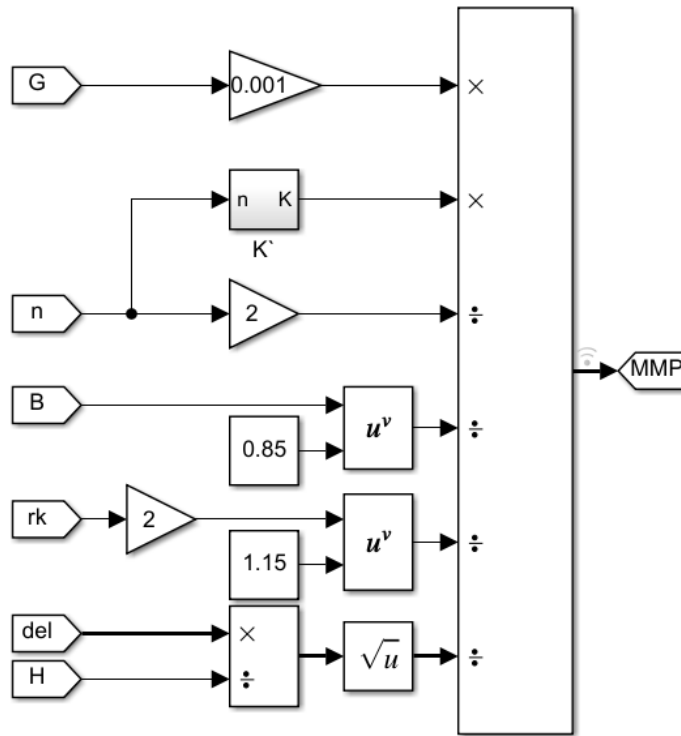 G
0.001
×
n K
×
K`
n
2
÷
MMP
B
u^v
÷
0.85
rk
2
u^v
÷
1.15
del
×
√u
÷
H
÷